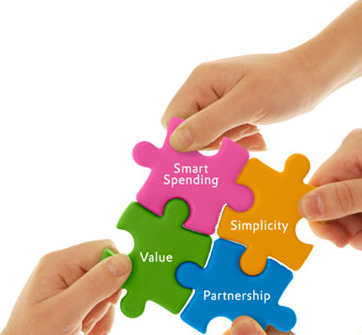 Smart
Spending
Simplicity
Value
Partnership